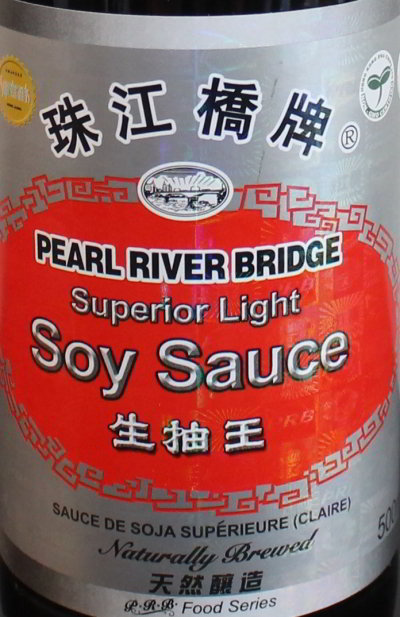 珠江橋牌®
PEARL RIVER BRIDGE
Superior Light
Soy Sauce
生抽王
SAUCE DE SOJA SUPÉRIEURE (CLAIRE)
500
Naturally Brewed
天然釀造
P.R.B. Food Series